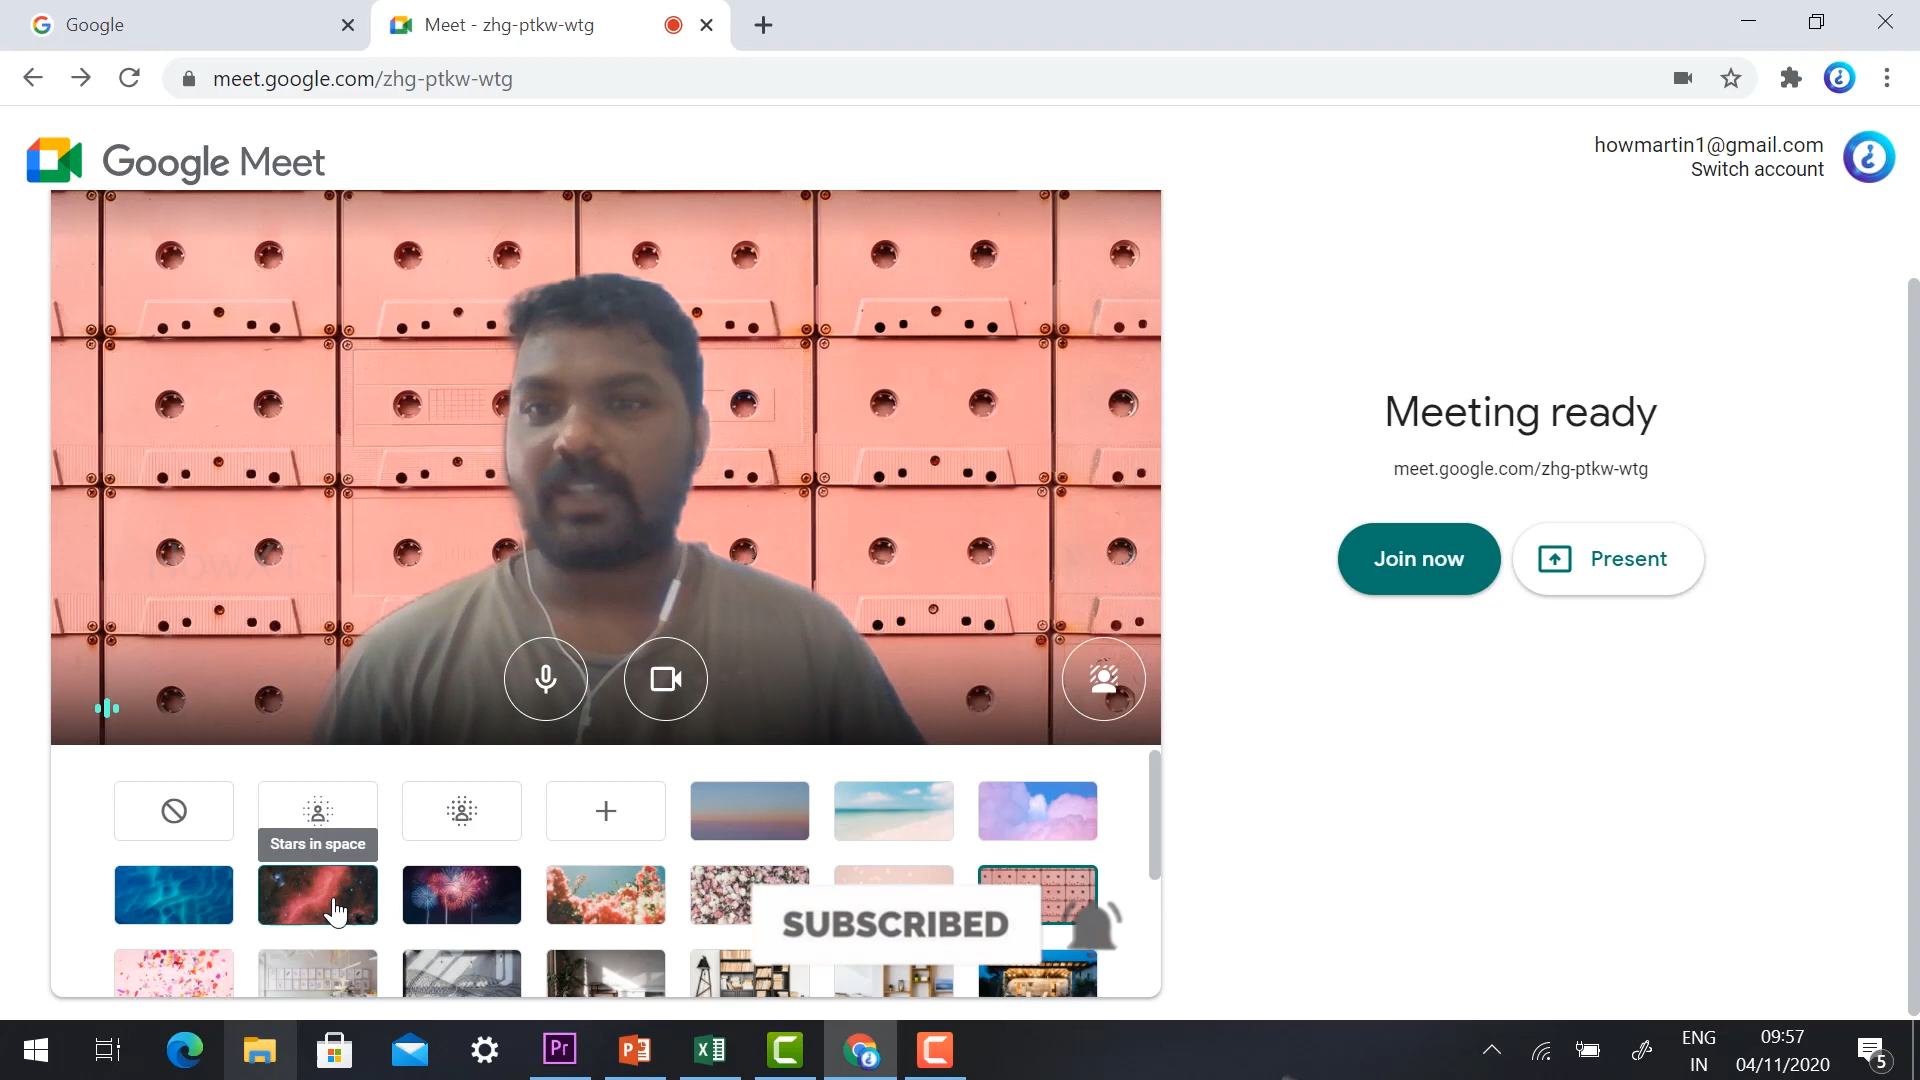 Google
Meet - zhg-ptkw-wtg
meet.google.com/zhg-ptkw-wtg
Google Meet
howmartin1@gmail.com
Switch account
HowXT
Meeting ready
meet.google.com/zhg-ptkw-wtg
Join now
Present
Stars in space
SUBSCRIBED
Pr
ENG
IN
09:57
04/11/2020
5